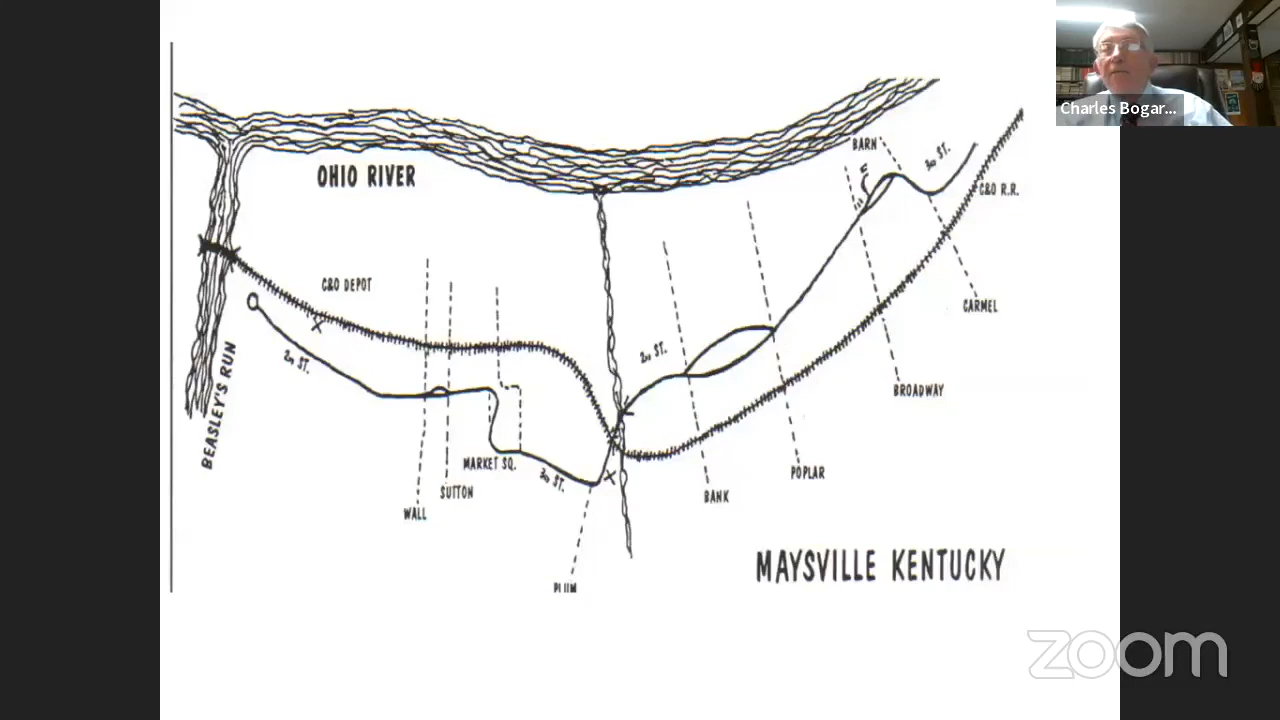 Charles Bogar...
BARN
3RD ST.
OHIO RIVER
C&O R.R.
C&O DEPOT
CARMEL
2ND ST.
2ND ST.
BEASLEY'S RUN
BROADWAY
MARKET SQ.
3RD ST.
POPLAR
SUTTON
BANK
WALL
MAYSVILLE KENTUCKY
PLUM
zoom